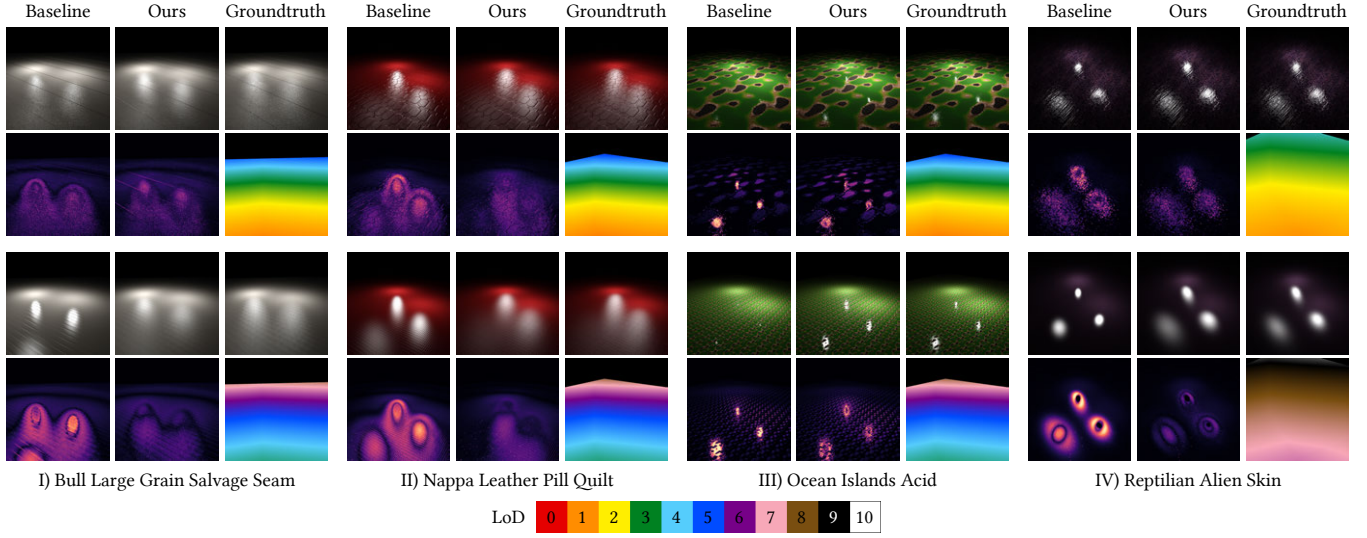 Baseline Ours Groundtruth Baseline Ours Groundtruth Baseline Ours Groundtruth Baseline Ours Groundtruth
I) Bull Large Grain Salvage Seam II) Nappa Leather Pill Quilt III) Ocean Islands Acid IV) Reptilian Alien Skin
LoD 0 1 2 3 4 5 6 7 8 9 10